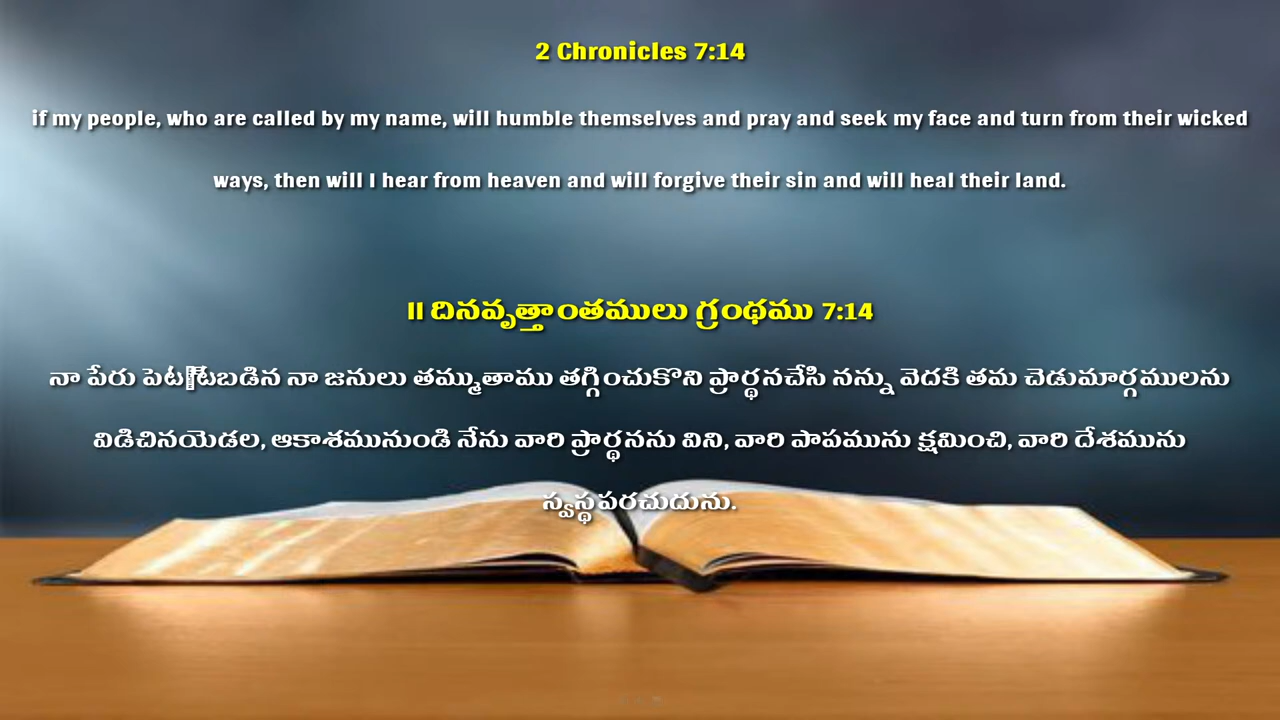 2 Chronicles 7:14
if my people, who are called by my name, will humble themselves and pray and seek my face and turn from their wicked
ways, then will I hear from heaven and will forgive their sin and will heal their land.
II దినవృత్తాంతములు గ్రంథము 7:14
నా పేరు నా జనులు తమ్ముతాము తగ్గించుకొని ప్రార్థనచేసి నన్ను వెదకి తమ చెడుమార్గములను
విడిచినయెడల, ఆకాశమునుండి నేను వారి ప్రార్థనను విని, వారి పాపమును క్షమించి, వారి దేశమును
స్వస్థపరచుదును.